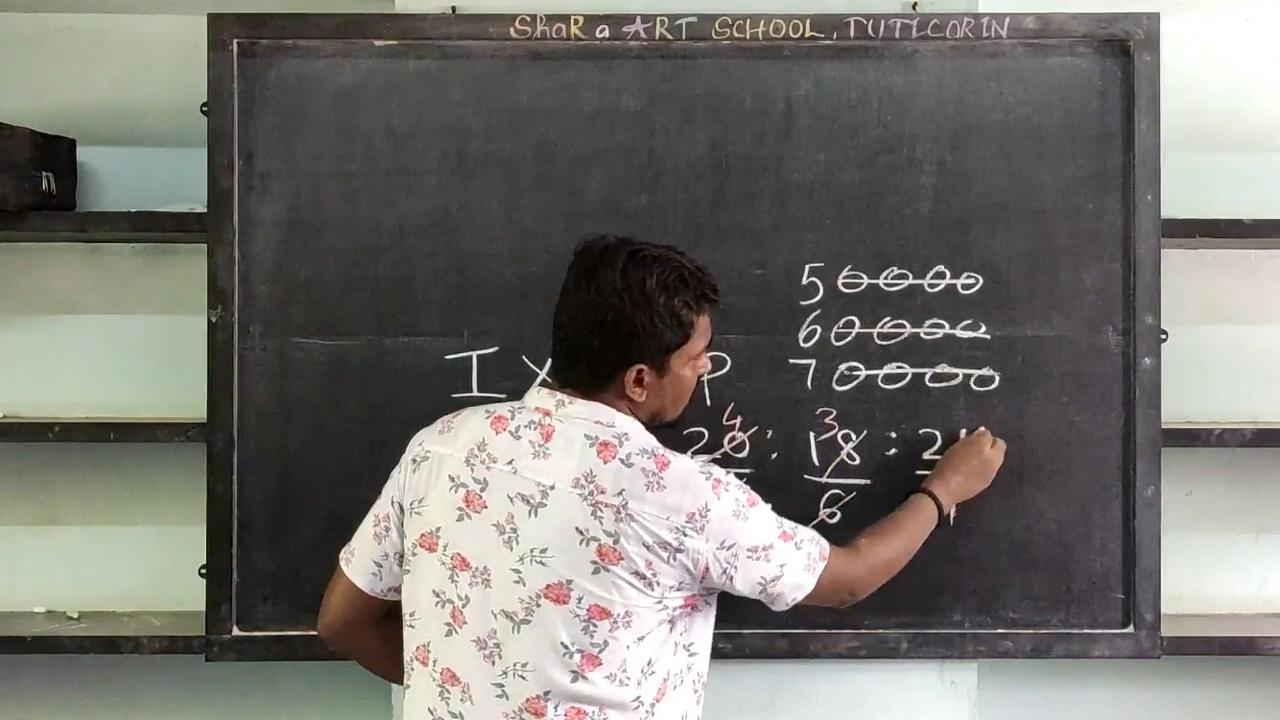 SHaRa ART SCHOOL, TUTICORIN
50000
60000
70000
I P
4 3
20 : 18 : 2
6